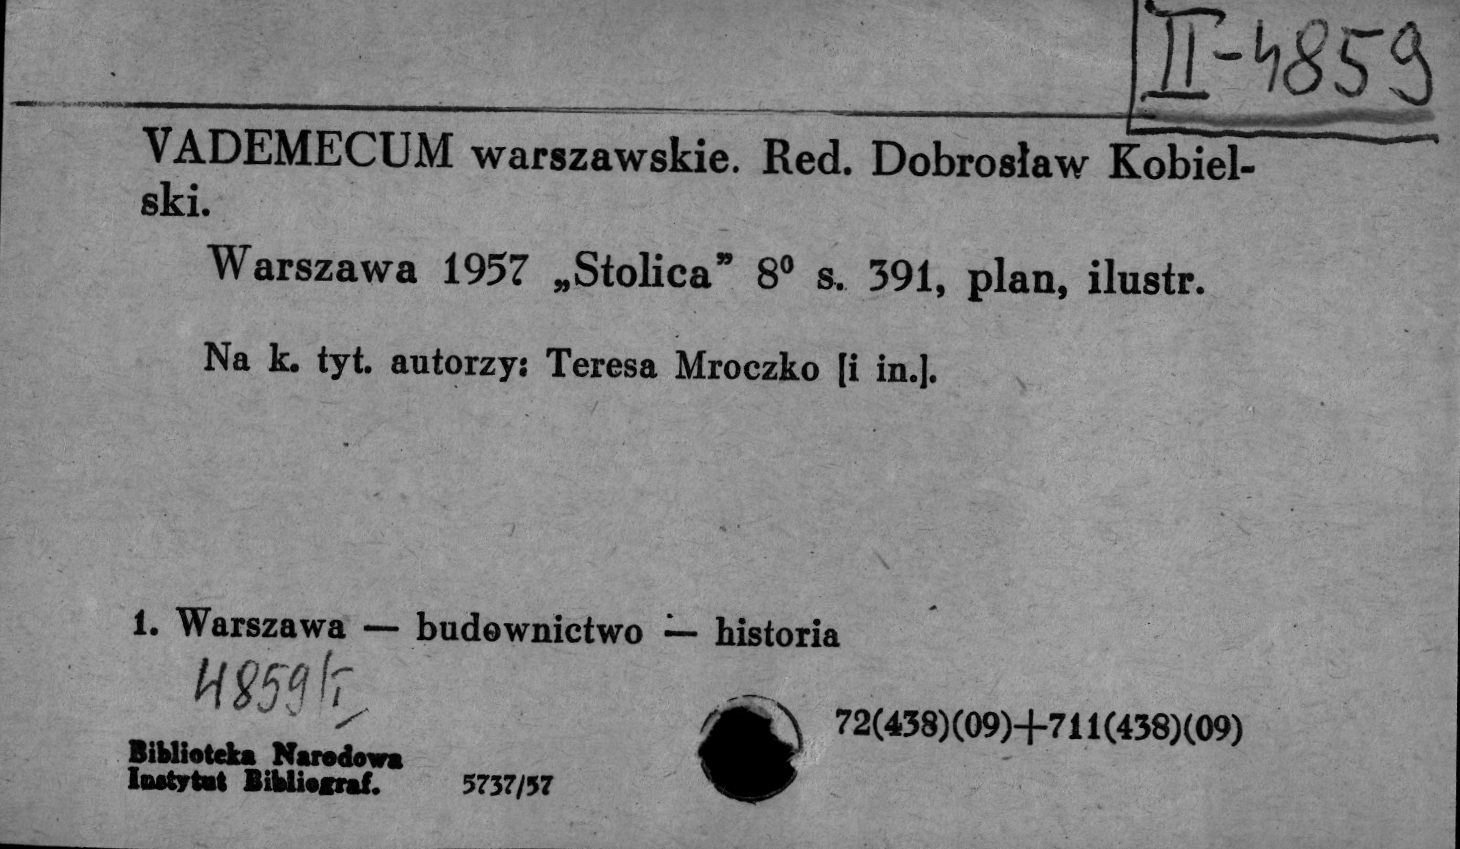 II-4859
VADEMECUM warszawskie. Red. Dobrosław Kobiel-
ski.
Warszawa 1957 „Stolica” 8⁰ s. 391, plan, ilustr.
Na k. tyt. autorzy: Teresa Mroczko [i in.].
1. Warszawa — budownictwo — historia
4859/I
72(438)(09)+711(438)(09)
Biblioteka Narodowa
Instytut Bibliograf. 5737/57